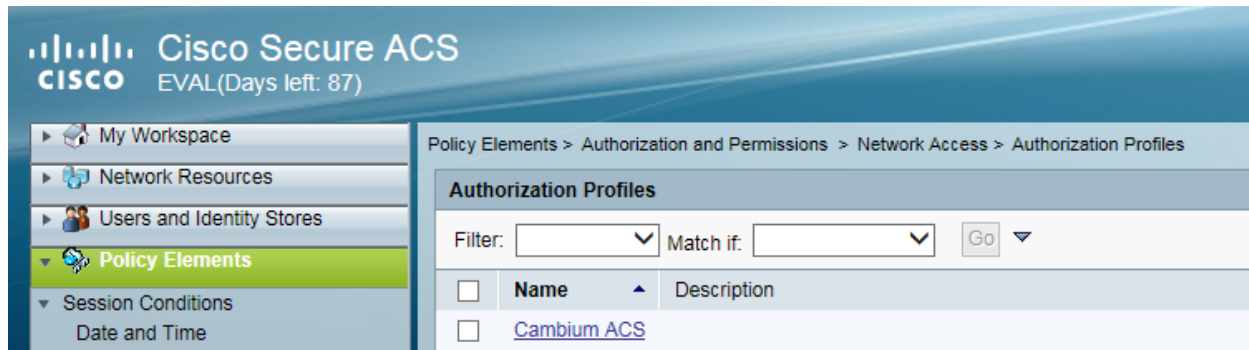 Cisco Secure ACS
CISCO EVAL(Days left: 87)
My Workspace
Network Resources
Users and Identity Stores
Policy Elements
Session Conditions
Date and Time
Policy Elements > Authorization and Permissions > Network Access > Authorization Profiles
Authorization Profiles
Filter: Match if: Go
Name Description
Cambium ACS